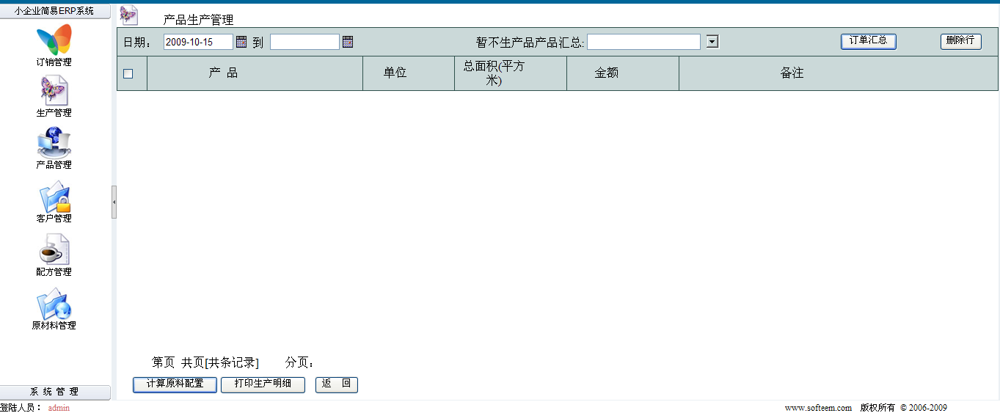 小企业简易ERP系统
订销管理
生产管理
产品管理
客户管理
配方管理
原材料管理
系 统 管 理
产品生产管理
日期： 2009-10-15 到 暂不生产品产品汇总: 订单汇总 删除行
产 品 单位 总面积(平方米) 金额 备注
第页 共页[共条记录] 分页：
计算原料配置 打印生产明细 返 回
登陆人员： admin www.softeem.com 版权所有 © 2006-2009